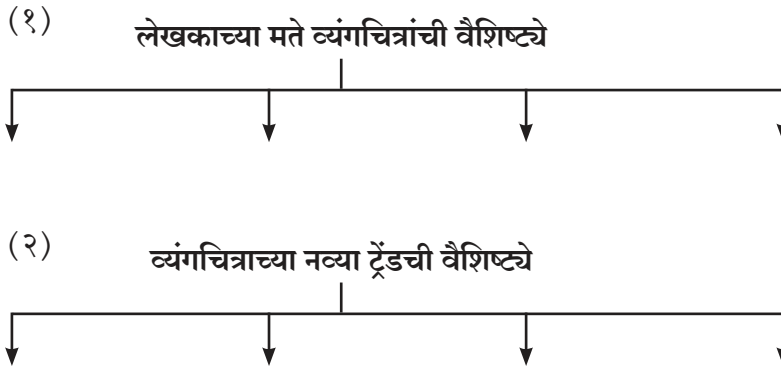 (१)
लेखकाच्या मते व्यंगचित्रांची वैशिष्ट्ये
(२)
व्यंगचित्राच्या नव्या ट्रेंडची वैशिष्ट्ये